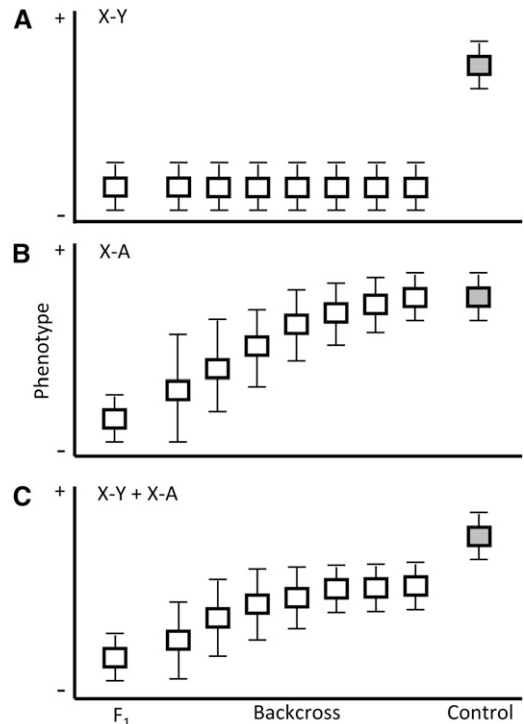 A + X-Y
-
B + X-A
Phenotype
-
C + X-Y + X-A
-
F₁ Backcross Control